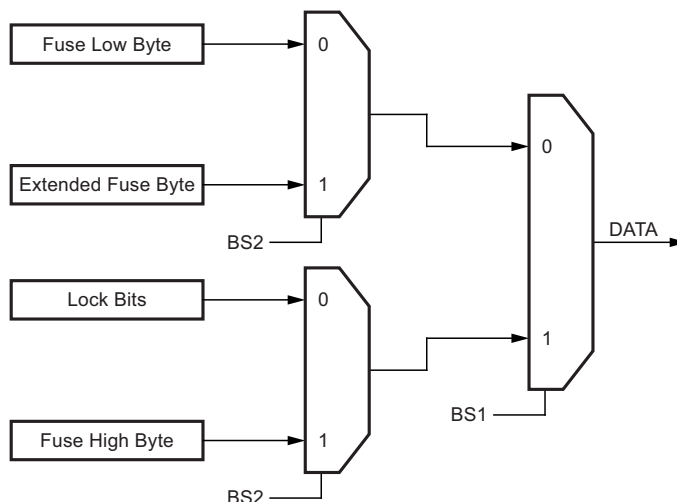 Fuse Low Byte
0
Extended Fuse Byte
1
BS2
0
DATA
Lock Bits
0
1
BS1
Fuse High Byte
1
BS2